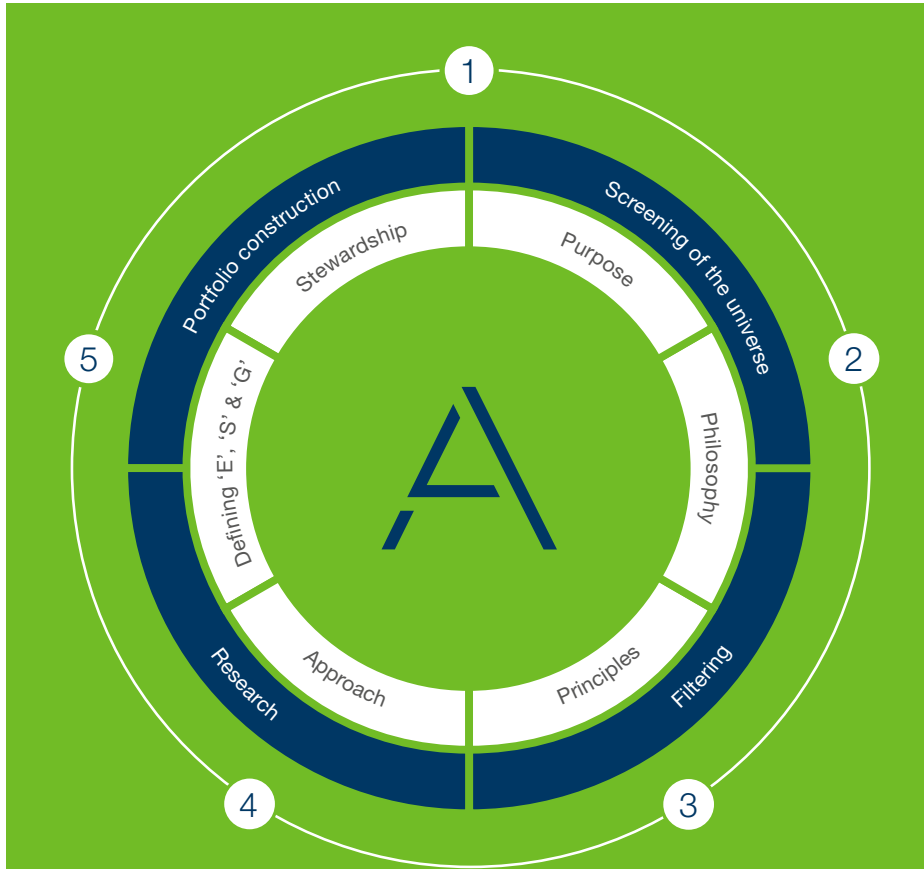 1
2
3
4
5
Screening of the universe
Filtering
Research
Portfolio construction
Purpose
Philosophy
Principles
Approach
Defining ‘E’, ‘S’ & ‘G’
Stewardship
A